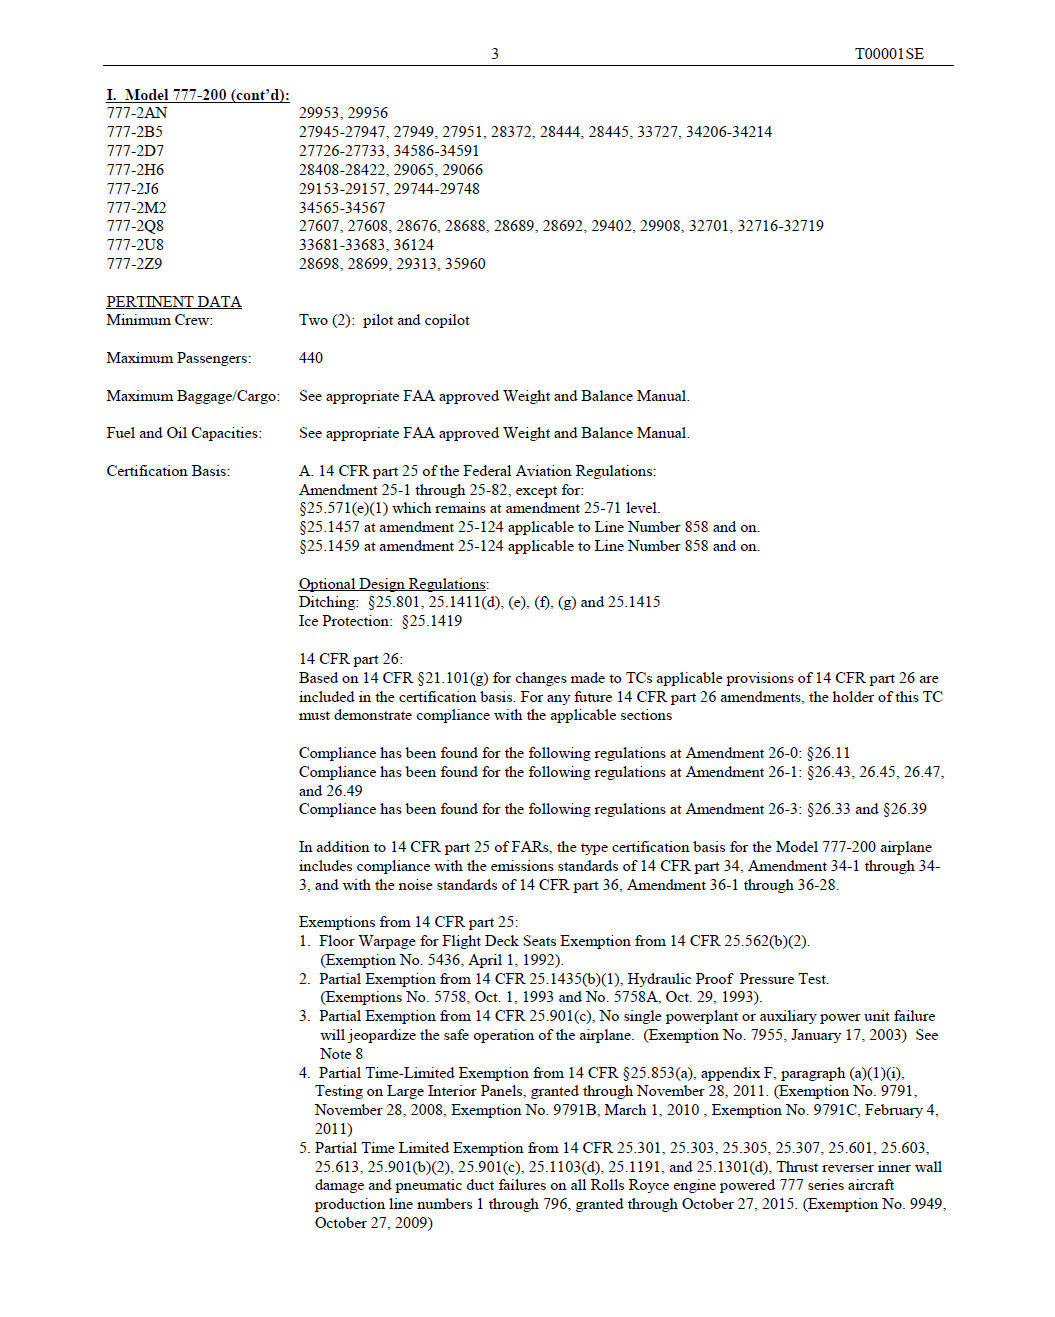 3 T00001SE
I. Model 777-200 (cont'd):
777-2AN 29953, 29956
777-2B5 27945-27947, 27949, 27951, 28372, 28444, 28445, 33727, 34206-34214
777-2D7 27726-27733, 34586-34591
777-2H6 28408-28422, 29065, 29066
777-2J6 29153-29157, 29744-29748
777-2M2 34565-34567
777-2Q8 27607, 27608, 28676, 28688, 28689, 28692, 29402, 29908, 32701, 32716-32719
777-2U8 33681-33683, 36124
777-2Z9 28698, 28699, 29313, 35960
PERTINENT DATA
Minimum Crew: Two (2): pilot and copilot
Maximum Passengers: 440
Maximum Baggage/Cargo: See appropriate FAA approved Weight and Balance Manual.
Fuel and Oil Capacities: See appropriate FAA approved Weight and Balance Manual.
Certification Basis: A. 14 CFR part 25 of the Federal Aviation Regulations:
Amendment 25-1 through 25-82, except for:
§25.571(e)(1) which remains at amendment 25-71 level.
§25.1457 at amendment 25-124 applicable to Line Number 858 and on.
§25.1459 at amendment 25-124 applicable to Line Number 858 and on.
Optional Design Regulations:
Ditching: §25.801, 25.1411(d), (e), (f), (g) and 25.1415
Ice Protection: §25.1419
14 CFR part 26:
Based on 14 CFR §21.101(g) for changes made to TCs applicable provisions of 14 CFR part 26 are
included in the certification basis. For any future 14 CFR part 26 amendments, the holder of this TC
must demonstrate compliance with the applicable sections
Compliance has been found for the following regulations at Amendment 26-0: §26.11
Compliance has been found for the following regulations at Amendment 26-1: §26.43, 26.45, 26.47,
and 26.49
Compliance has been found for the following regulations at Amendment 26-3: §26.33 and §26.39
In addition to 14 CFR part 25 of FARs, the type certification basis for the Model 777-200 airplane
includes compliance with the emissions standards of 14 CFR part 34, Amendment 34-1 through 34-
3, and with the noise standards of 14 CFR part 36, Amendment 36-1 through 36-28.
Exemptions from 14 CFR part 25:
1. Floor Warpage for Flight Deck Seats Exemption from 14 CFR 25.562(b)(2).
(Exemption No. 5436, April 1, 1992).
2. Partial Exemption from 14 CFR 25.1435(b)(1), Hydraulic Proof Pressure Test.
(Exemptions No. 5758, Oct. 1, 1993 and No. 5758A, Oct. 29, 1993).
3. Partial Exemption from 14 CFR 25.901(c), No single powerplant or auxiliary power unit failure
will jeopardize the safe operation of the airplane. (Exemption No. 7955, January 17, 2003) See
Note 8
4. Partial Time-Limited Exemption from 14 CFR §25.853(a), appendix F, paragraph (a)(1)(i),
Testing on Large Interior Panels, granted through November 28, 2011. (Exemption No. 9791,
November 28, 2008, Exemption No. 9791B, March 1, 2010 , Exemption No. 9791C, February 4,
2011)
5. Partial Time Limited Exemption from 14 CFR 25.301, 25.303, 25.305, 25.307, 25.601, 25.603,
25.613, 25.901(b)(2), 25.901(c), 25.1103(d), 25.1191, and 25.1301(d), Thrust reverser inner wall
damage and pneumatic duct failures on all Rolls Royce engine powered 777 series aircraft
production line numbers 1 through 796, granted through October 27, 2015. (Exemption No. 9949,
October 27, 2009)